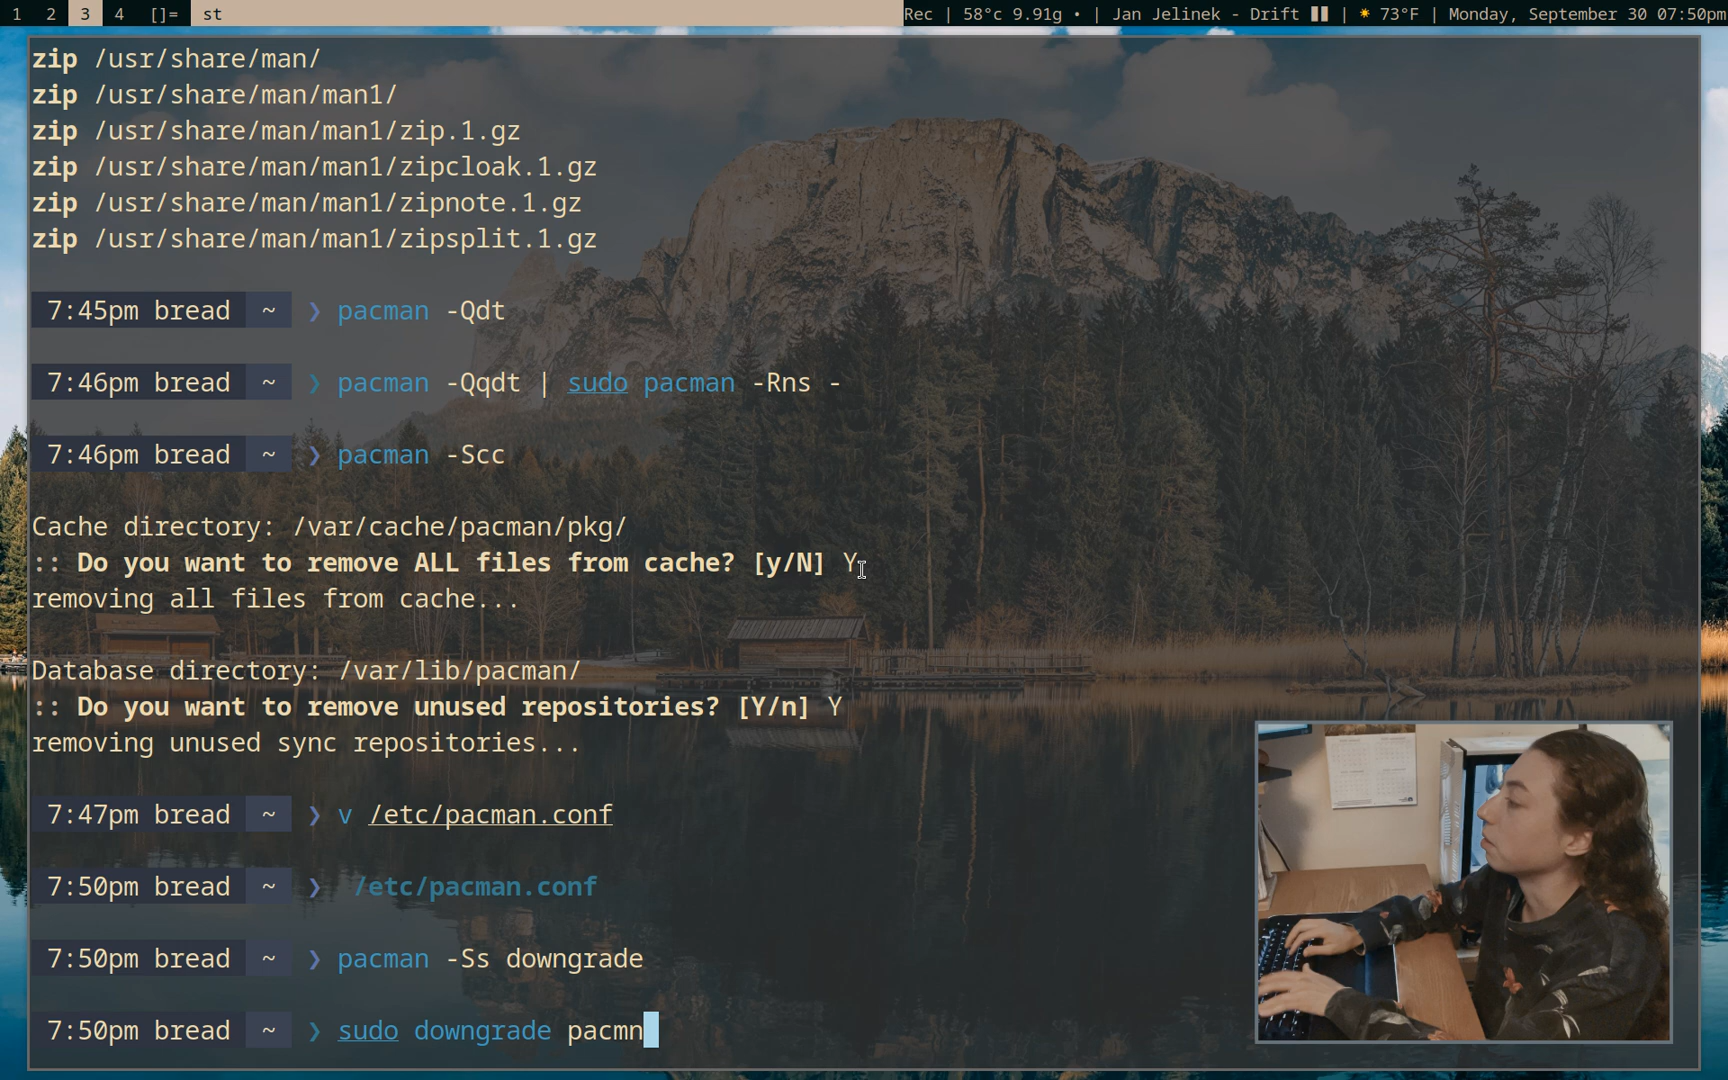 1 2 3 4 []= st Rec | 58°c 9.91g • | Jan Jelinek - Drift ▮▮ | ☀ 73°F | Monday, September 30 07:50pm
zip /usr/share/man/
zip /usr/share/man/man1/
zip /usr/share/man/man1/zip.1.gz
zip /usr/share/man/man1/zipcloak.1.gz
zip /usr/share/man/man1/zipnote.1.gz
zip /usr/share/man/man1/zipsplit.1.gz
7:45pm bread ~ ❯ pacman -Qdt
7:46pm bread ~ ❯ pacman -Qqdt | sudo pacman -Rns -
7:46pm bread ~ ❯ pacman -Scc
Cache directory: /var/cache/pacman/pkg/
:: Do you want to remove ALL files from cache? [y/N] Y
removing all files from cache...
Database directory: /var/lib/pacman/
:: Do you want to remove unused repositories? [Y/n] Y
removing unused sync repositories...
7:47pm bread ~ ❯ v /etc/pacman.conf
7:50pm bread ~ ❯ /etc/pacman.conf
7:50pm bread ~ ❯ pacman -Ss downgrade
7:50pm bread ~ ❯ sudo downgrade pacmn